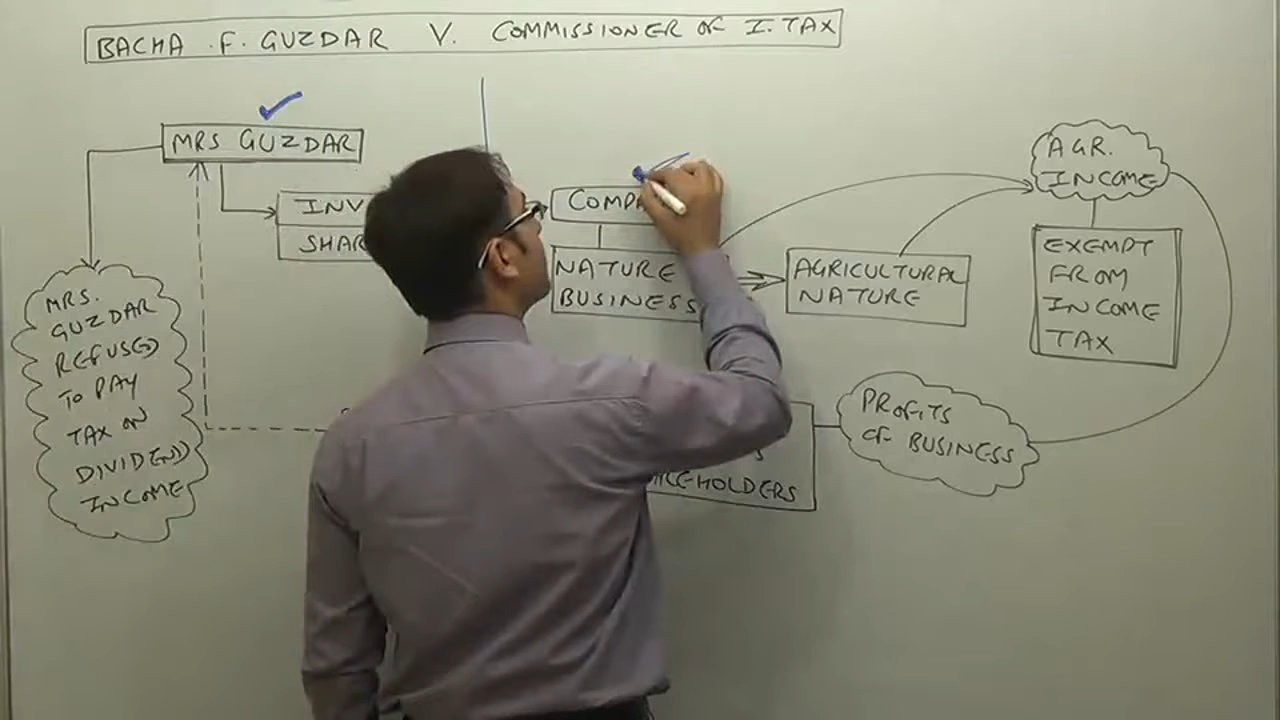 BACHA .F. GUZDAR V. COMMISSIONER OF I. TAX
MRS GUZDAR
AGR.
INCOME
NATURE
BUSINESS
AGRICULTURAL
NATURE
EXEMPT
FROM
INCOME
TAX
MRS.
GUZDAR
REFUSED
TO PAY
TAX ON
DIVIDEND
INCOME
PROFITS
OF BUSINESS